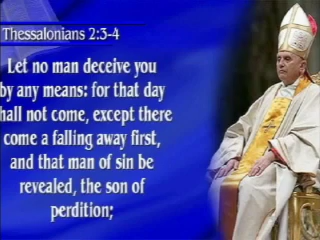 Thessalonians 2:3-4
Let no man deceive you
by any means: for that day
hall not come, except there
come a falling away first,
and that man of sin be
revealed, the son of
perdition;